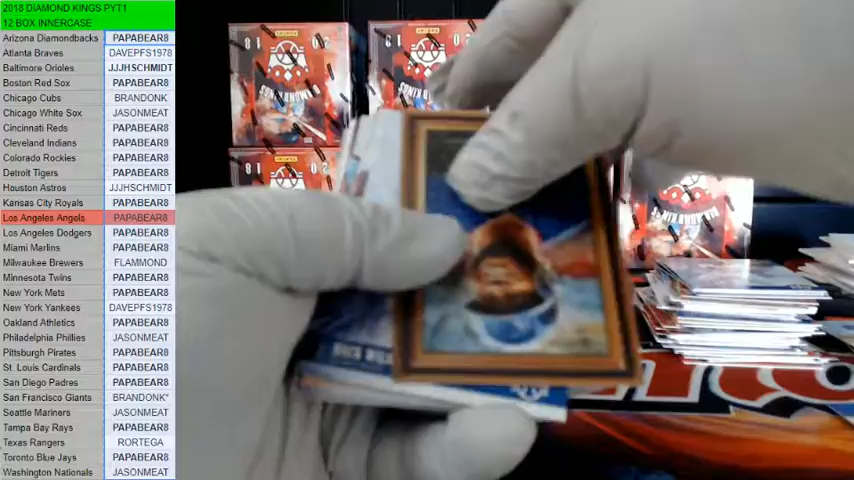 2018 DIAMOND KINGS PYT1
12 BOX INNERCASE
Arizona Diamondbacks PAPABEAR8
Atlanta Braves DAVEPFS1978
Baltimore Orioles JJJHSCHMIDT
Boston Red Sox PAPABEAR8
Chicago Cubs BRANDONK
Chicago White Sox JASONMEAT
Cincinnati Reds PAPABEAR8
Cleveland Indians PAPABEAR8
Colorado Rockies PAPABEAR8
Detroit Tigers PAPABEAR8
Houston Astros JJJHSCHMIDT
Kansas City Royals PAPABEAR8
Los Angeles Angels PAPABEAR8
Los Angeles Dodgers PAPABEAR8
Miami Marlins PAPABEAR8
Milwaukee Brewers FLAMMOND
Minnesota Twins PAPABEAR8
New York Mets PAPABEAR8
New York Yankees DAVEPFS1978
Oakland Athletics PAPABEAR8
Philadelphia Phillies JASONMEAT
Pittsburgh Pirates PAPABEAR8
St. Louis Cardinals PAPABEAR8
San Diego Padres PAPABEAR8
San Francisco Giants BRANDONK*
Seattle Mariners JASONMEAT
Tampa Bay Rays PAPABEAR8
Texas Rangers RORTEGA
Toronto Blue Jays PAPABEAR8
Washington Nationals JASONMEAT